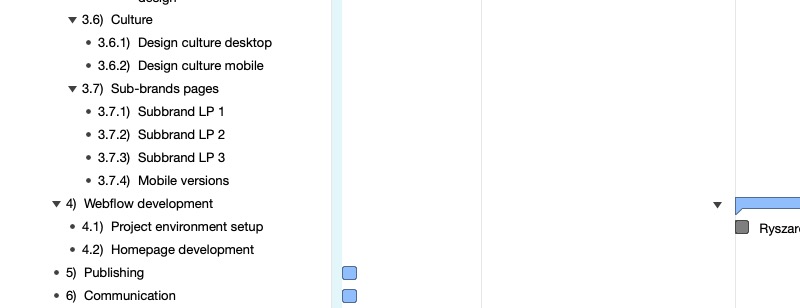 3.6) Culture
3.6.1) Design culture desktop
3.6.2) Design culture mobile
3.7) Sub-brands pages
3.7.1) Subbrand LP 1
3.7.2) Subbrand LP 2
3.7.3) Subbrand LP 3
3.7.4) Mobile versions
4) Webflow development
4.1) Project environment setup
4.2) Homepage development
5) Publishing
6) Communication